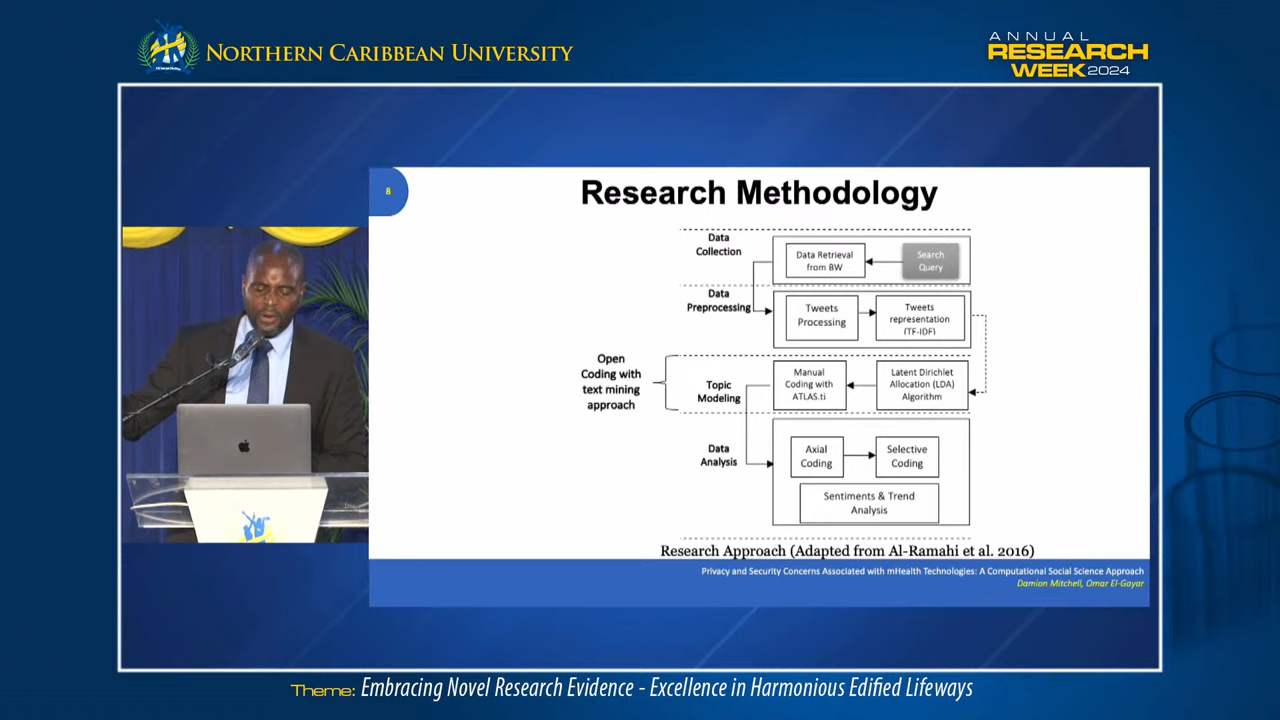 NORTHERN CARIBBEAN UNIVERSITY
ANNUAL
RESEARCH
WEEK 2024
8
Research Methodology
Data
Collection
Data Retrieval
from BW
Search
Query
Data
Preprocessing
Tweets
Processing
Tweets
representation
(TF-IDF)
Open
Coding with
text mining
approach
Topic
Modeling
Manual
Coding with
ATLAS.ti
Latent Dirichlet
Allocation (LDA)
Algorithm
Data
Analysis
Axial
Coding
Selective
Coding
Sentiments & Trend
Analysis
Research Approach (Adapted from Al-Ramahi et al. 2016)
Privacy and Security Concerns Associated with mHealth Technologies: A Computational Social Science Approach
Damion Mitchell, Omar El-Gayar
Theme: Embracing Novel Research Evidence - Excellence in Harmonious Edified Lifeways